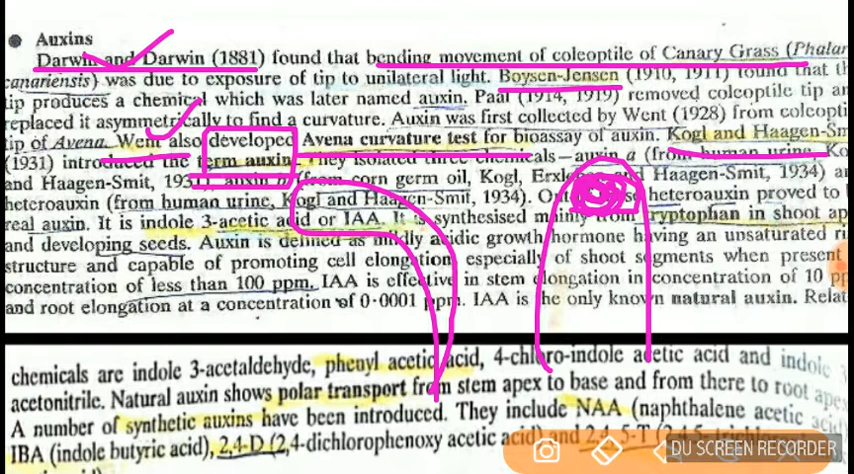 ● Auxins
Darwin and Darwin (1881) found that bending movement of coleoptile of Canary Grass (Phalar
canariensis) was due to exposure of tip to unilateral light. Boysen-Jensen (1910, 1911) found that th
tip produces a chemical which was later named auxin. Paal (1914, 1919) removed coleoptile tip an
replaced it asymmetrically to find a curvature. Auxin was first collected by Went (1928) from coleopti
tip of Avena. Went also developed Avena curvature test for bioassay of auxin. Kogl and Haagen-Sm
(1931) introduced the term auxin. They isolated three chemicals—auxin a (from human urine, Ko
and Haagen-Smit, 1931), auxin (from corn germ oil, Kogl, Haagen-Smit, 1934) an
heteroauxin (from human urine, Kogl and Haagen-Smit, 1934). heteroauxin proved to
real auxin. It is indole 3-acetic acid or IAA. It is synthesised mainly from tryptophan in shoot ap
and developing seeds. Auxin is defined as mildly acidic growth hormone having an unsaturated ri
structure and capable of promoting cell elongation, especially of shoot segments when present
concentration of less than 100 ppm. IAA is effective in stem elongation in concentration of 10 pp
and root elongation at a concentration of 0·0001 ppm. IAA is the only known natural auxin. Relat
chemicals are indole 3-acetaldehyde, phenyl acetic acid, 4-chloro-indole acetic acid and indole 3
acetonitrile. Natural auxin shows polar transport from stem apex to base and from there to root apex
A number of synthetic auxins have been introduced. They include NAA (naphthalene acetic acid)
IBA (indole butyric acid), 2,4-D (2,4-dichlorophenoxy acetic acid) and 2,4, 5-T
DU SCREEN RECORDER